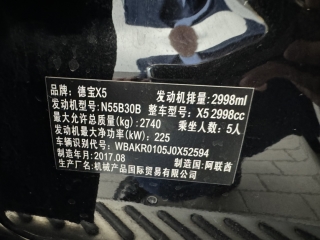 品牌：德宝X5 发动机排量：2998ml
发动机型号：N55B30B 整车型号：X5 2998cc
最大允许总质量(kg)：2740 乘坐人数：5人
发动机最大净功率(kW)：225
车辆识别代号：WBAKR0105J0X52594
制造年月：2017.08 制造国：阿联酋
生产厂名：机械产品国际贸易有限公司